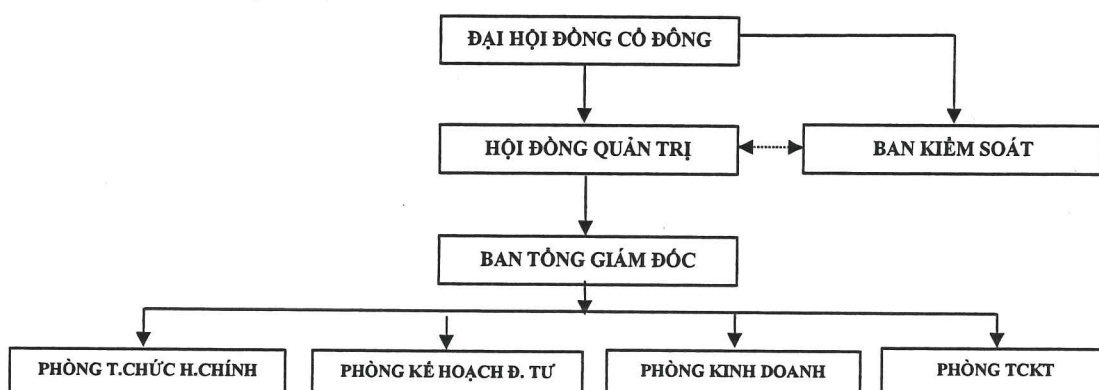 ĐẠI HỘI ĐỒNG CỔ ĐÔNG
HỘI ĐỒNG QUẢN TRỊ
BAN KIỂM SOÁT
BAN TỔNG GIÁM ĐỐC
PHÒNG T.CHỨC H.CHÍNH
PHÒNG KẾ HOẠCH Đ. TƯ
PHÒNG KINH DOANH
PHÒNG TCKT